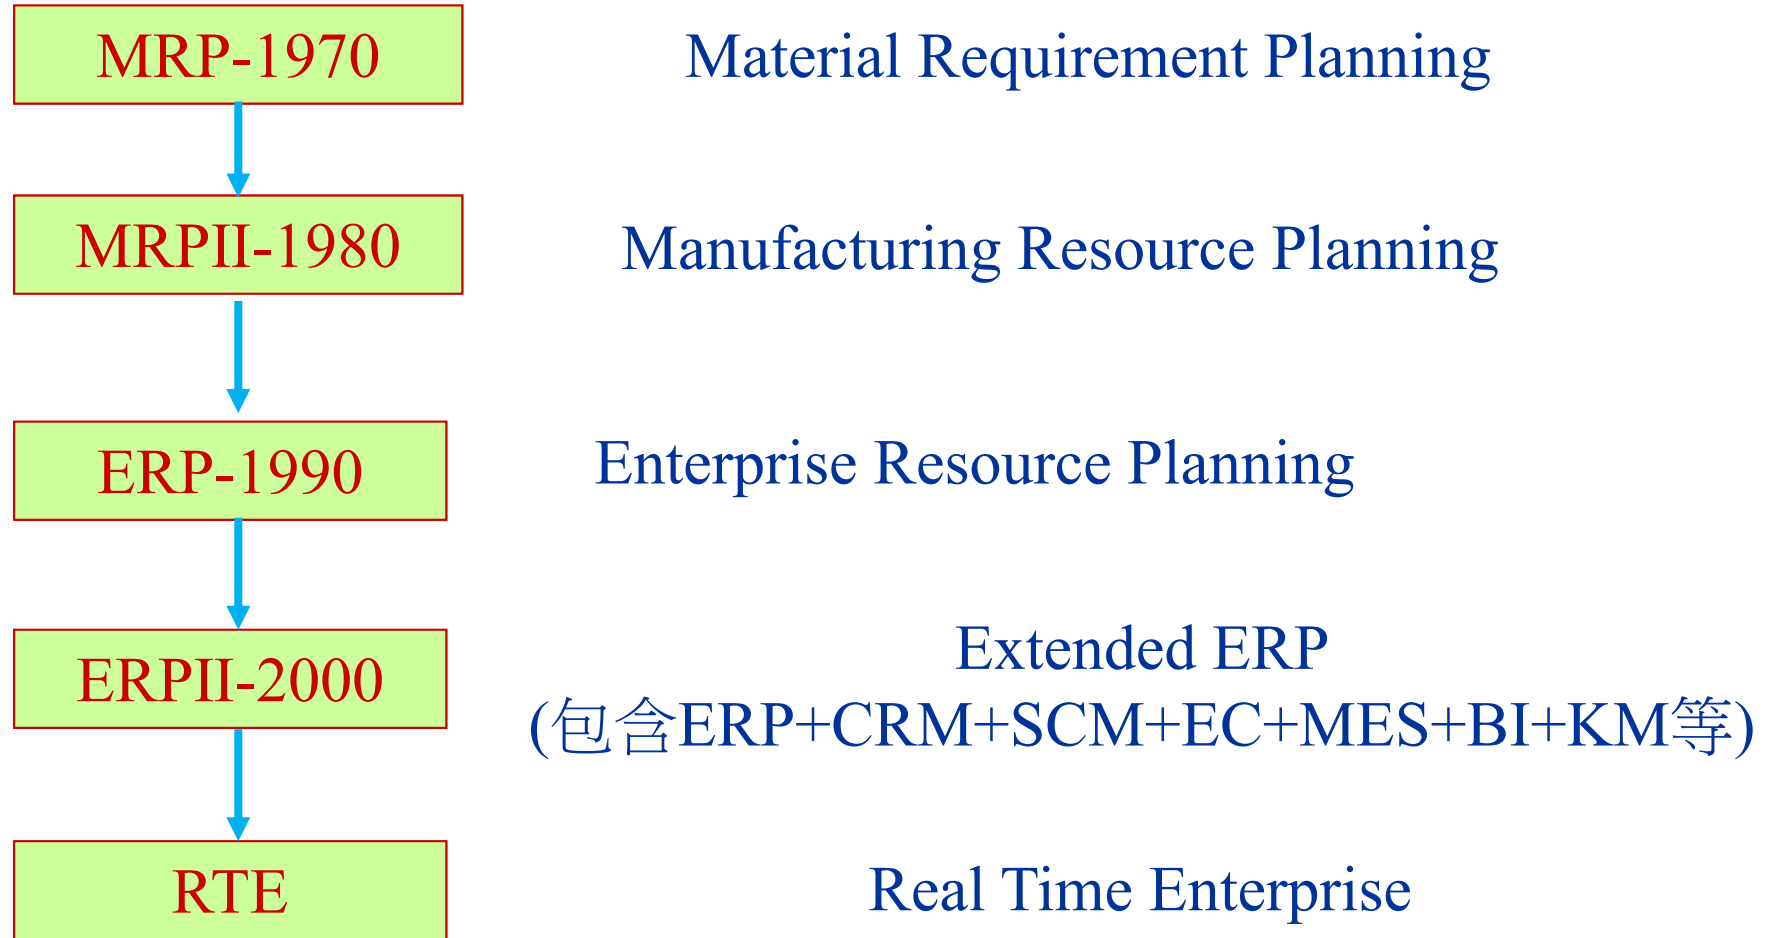 MRP-1970
Material Requirement Planning
MRPII-1980
Manufacturing Resource Planning
ERP-1990
Enterprise Resource Planning
ERPII-2000
Extended ERP
(包含ERP+CRM+SCM+EC+MES+BI+KM等)
RTE
Real Time Enterprise